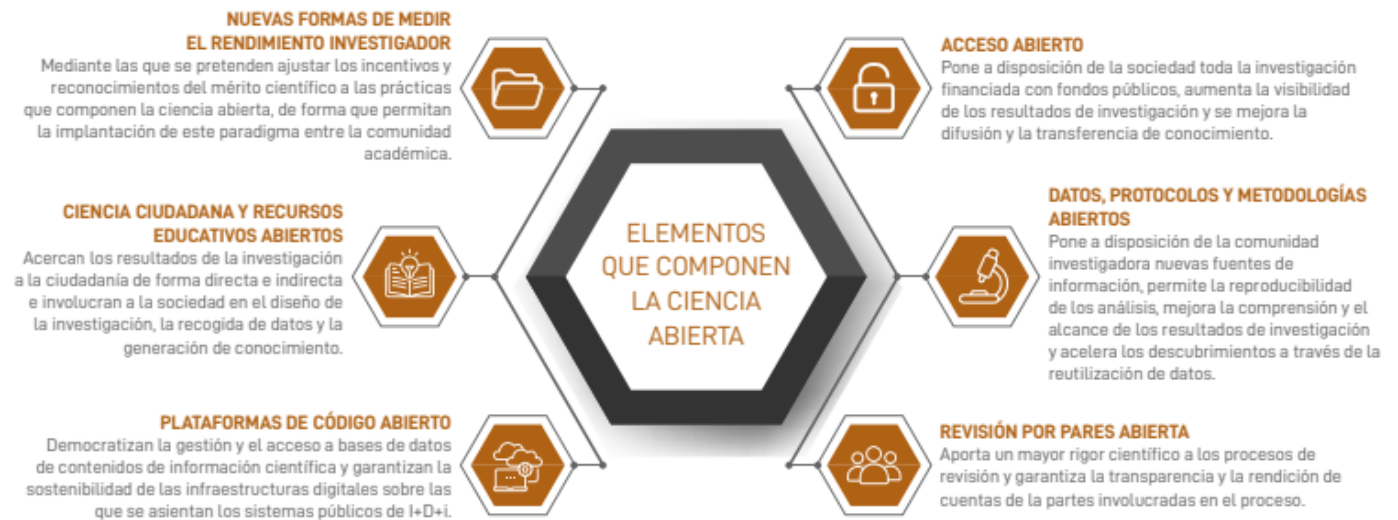 NUEVAS FORMAS DE MEDIR
EL RENDIMIENTO INVESTIGADOR
Mediante las que se pretenden ajustar los incentivos y
reconocimientos del mérito científico a las prácticas
que componen la ciencia abierta, de forma que permitan
la implantación de este paradigma entre la comunidad
académica.
CIENCIA CIUDADANA Y RECURSOS
EDUCATIVOS ABIERTOS
Acercan los resultados de la investigación
a la ciudadanía de forma directa e indirecta
e involucran a la sociedad en el diseño de
la investigación, la recogida de datos y la
generación de conocimiento.
PLATAFORMAS DE CÓDIGO ABIERTO
Democratizan la gestión y el acceso a bases de datos
de contenidos de información científica y garantizan la
sostenibilidad de las infraestructuras digitales sobre las
que se asientan los sistemas públicos de I+D+i.
ELEMENTOS
QUE COMPONEN
LA CIENCIA
ABIERTA
ACCESO ABIERTO
Pone a disposición de la sociedad toda la investigación
financiada con fondos públicos, aumenta la visibilidad
de los resultados de investigación y se mejora la
difusión y la transferencia de conocimiento.
DATOS, PROTOCOLOS Y METODOLOGÍAS
ABIERTOS
Pone a disposición de la comunidad
investigadora nuevas fuentes de
información, permite la reproducibilidad
de los análisis, mejora la comprensión y el
alcance de los resultados de investigación
y acelera los descubrimientos a través de la
reutilización de datos.
REVISIÓN POR PARES ABIERTA
Aporta un mayor rigor científico a los procesos de
revisión y garantiza la transparencia y la rendición de
cuentas de la partes involucradas en el proceso.